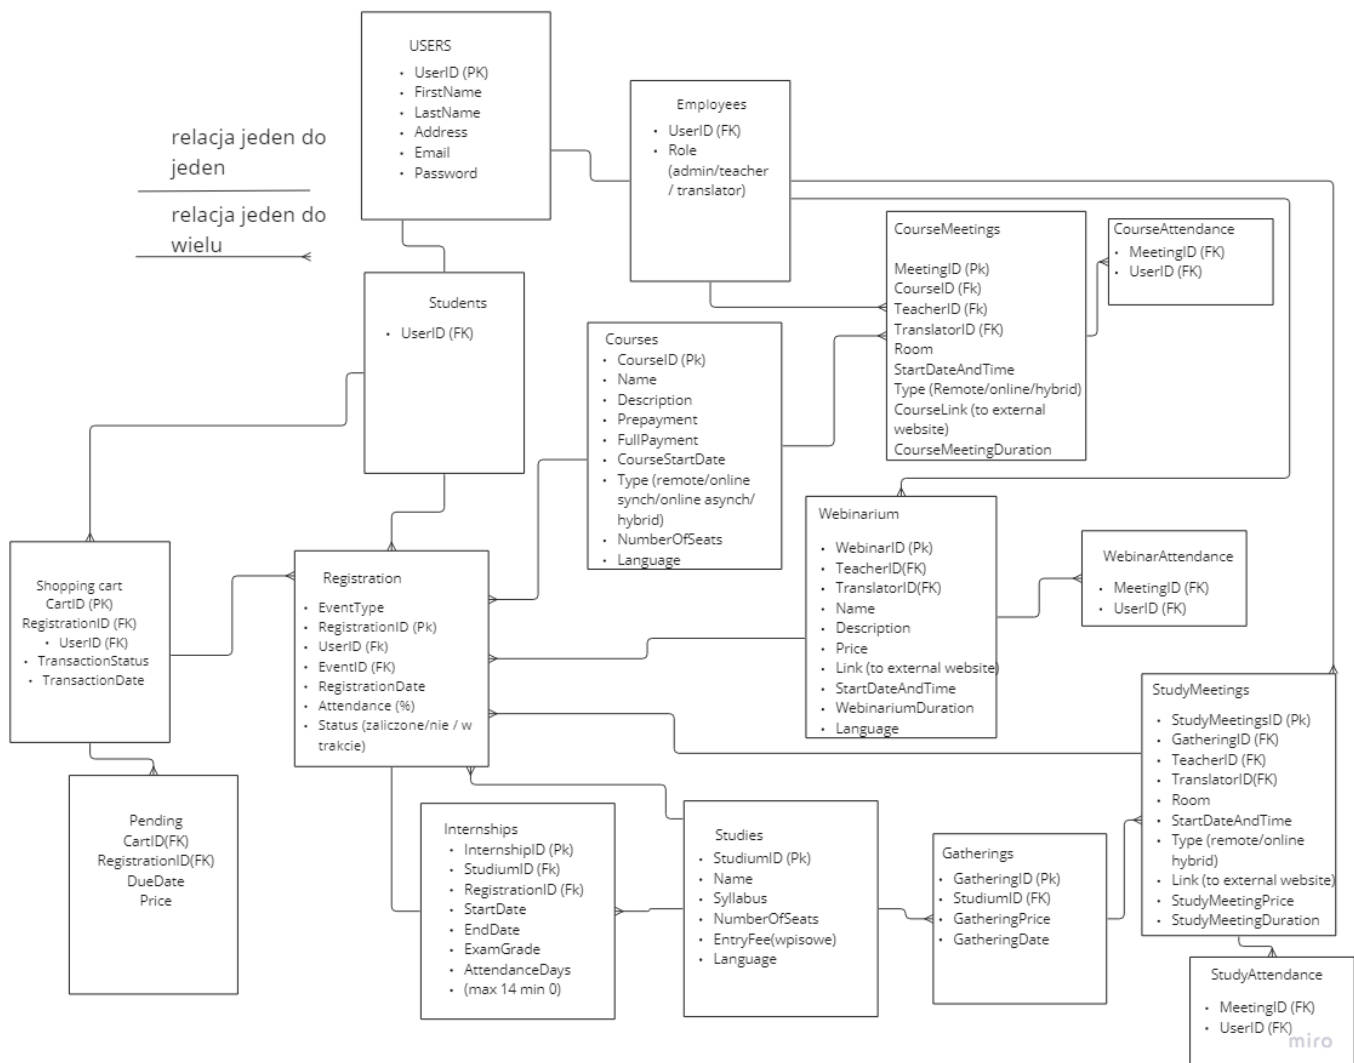 USERS
• UserID (PK)
• FirstName
• LastName
• Address
• Email
• Password
relacja jeden do
jeden
relacja jeden do
wielu
Employees
• UserID (FK)
• Role
(admin/teacher
/ translator)
Students
• UserID (FK)
CourseMeetings
MeetingID (Pk)
CourseID (Fk)
TeacherID (Fk)
TranslatorID (FK)
Room
StartDateAndTime
Type (Remote/online/hybrid)
CourseLink (to external
website)
CourseMeetingDuration
CourseAttendance
• MeetingID (FK)
• UserID (FK)
Courses
• CourseID (Pk)
• Name
• Description
• Prepayment
• FullPayment
• CourseStartDate
• Type (remote/online
synch/online asynch/
hybrid)
• NumberOfSeats
• Language
Webinarium
• WebinarID (Pk)
• TeacherID(FK)
• TranslatorID(FK)
• Name
• Description
• Price
• Link (to external website)
• StartDateAndTime
• WebinariumDuration
• Language
WebinarAttendance
• MeetingID (FK)
• UserID (FK)
Shopping cart
CartID (PK)
RegistrationID (FK)
• UserID (FK)
• TransactionStatus
• TransactionDate
Registration
• EventType
• RegistrationID (Pk)
• UserID (Fk)
• EventID (FK)
• RegistrationDate
• Attendance (%)
• Status (zaliczone/nie / w
trakcie)
StudyMeetings
• StudyMeetingsID (Pk)
• GatheringID (FK)
• TeacherID (FK)
• TranslatorID(FK)
• Room
• StartDateAndTime
• Type (remote/online
hybrid)
• Link (to external website)
• StudyMeetingPrice
• StudyMeetingDuration
Pending
CartID(FK)
RegistrationID(FK)
DueDate
Price
Internships
• InternshipID (Pk)
• StudiumID (Fk)
• RegistrationID (Fk)
• StartDate
• EndDate
• ExamGrade
• AttendanceDays
• (max 14 min 0)
Studies
• StudiumID (Pk)
• Name
• Syllabus
• NumberOfSeats
• EntryFee(wpisowe)
• Language
Gatherings
• GatheringID (Pk)
• StudiumID (FK)
• GatheringPrice
• GatheringDate
StudyAttendance
• MeetingID (FK)
• UserID (FK)
miro